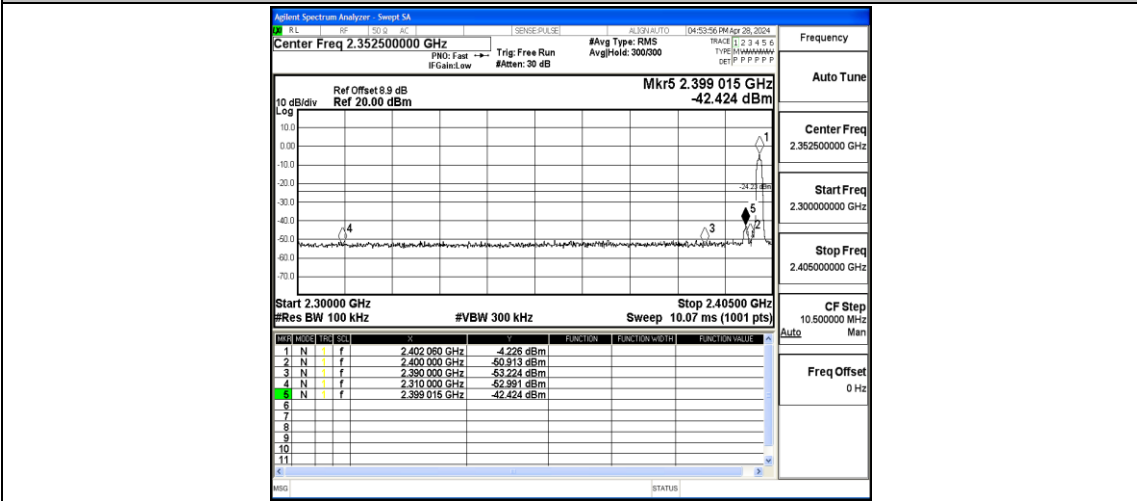 Agilent Spectrum Analyzer - Swept SA
RL RF 50 Ω AC SENSE:PULSE ALIGN AUTO 04:53:56 PM Apr 28, 2024
Center Freq 2.352500000 GHz
PNO: Fast
IFGain:Low
Trig: Free Run
#Atten: 30 dB
#Avg Type: RMS
Avg|Hold: 300/300
TRACE 1 2 3 4 5 6
TYPE M
DET P P P P P P
Frequency
Mkr5 2.399 015 GHz
-42.424 dBm
Ref Offset 8.9 dB
10 dB/div Ref 20.00 dBm
Log
10.0
0.00
-10.0
-20.0
-30.0
-40.0
-50.0
-60.0
-70.0
1
-24.23 dBm
5
2
3
4
Start 2.30000 GHz Stop 2.40500 GHz
#Res BW 100 kHz #VBW 300 kHz Sweep 10.07 ms (1001 pts)
MKR MODE TRC SCL X Y FUNCTION FUNCTION WIDTH FUNCTION VALUE
1 N 1 f 2.402 060 GHz -4.226 dBm
2 N 1 f 2.400 000 GHz -50.913 dBm
3 N 1 f 2.390 000 GHz -53.224 dBm
4 N 1 f 2.310 000 GHz -52.991 dBm
5 N 1 f 2.399 015 GHz -42.424 dBm
6
7
8
9
10
11
MSG STATUS
Auto Tune
Center Freq
2.352500000 GHz
Start Freq
2.300000000 GHz
Stop Freq
2.405000000 GHz
CF Step
10.500000 MHz
Auto Man
Freq Offset
0 Hz